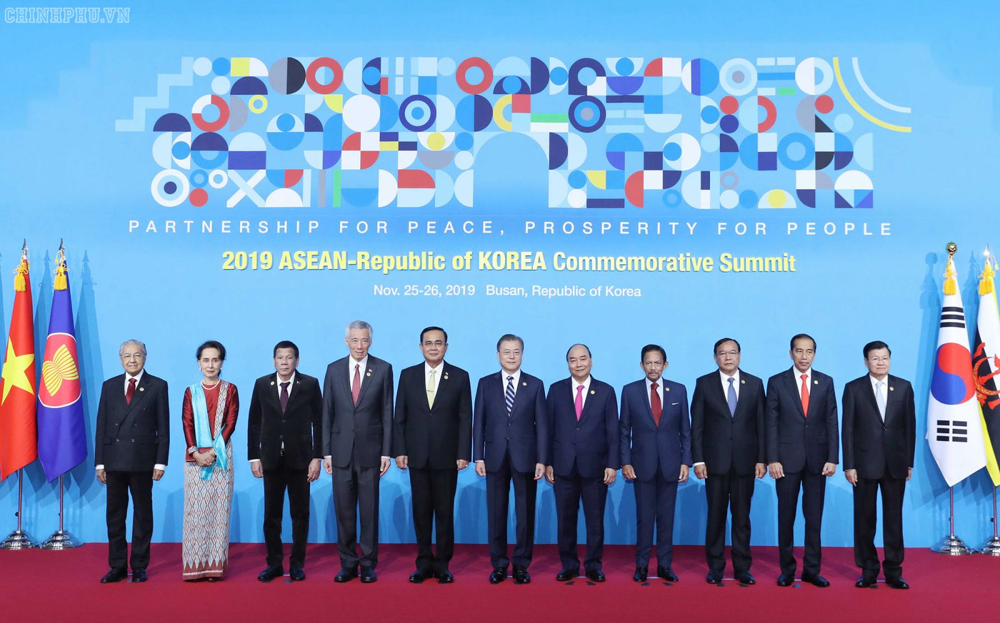 CHINHPHU.VN
PARTNERSHIP FOR PEACE, PROSPERITY FOR PEOPLE
2019 ASEAN-Republic of KOREA Commemorative Summit
Nov. 25-26, 2019 Busan, Republic of Korea